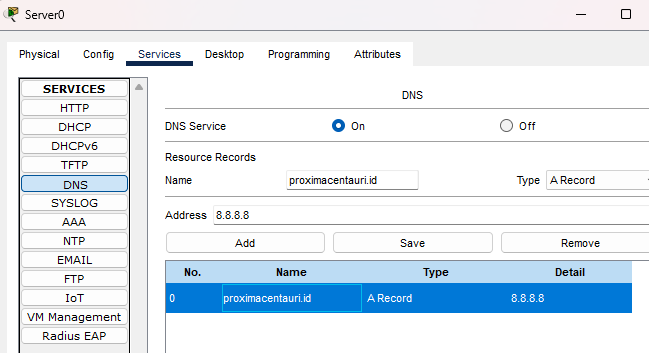 Server0
Physical Config Services Desktop Programming Attributes
SERVICES
HTTP
DHCP
DHCPv6
TFTP
DNS
SYSLOG
AAA
NTP
EMAIL
FTP
IoT
VM Management
Radius EAP
DNS
DNS Service On Off
Resource Records
Name proximacentauri.id Type A Record
Address 8.8.8.8
Add Save Remove
No. Name Type Detail
0 proximacentauri.id A Record 8.8.8.8